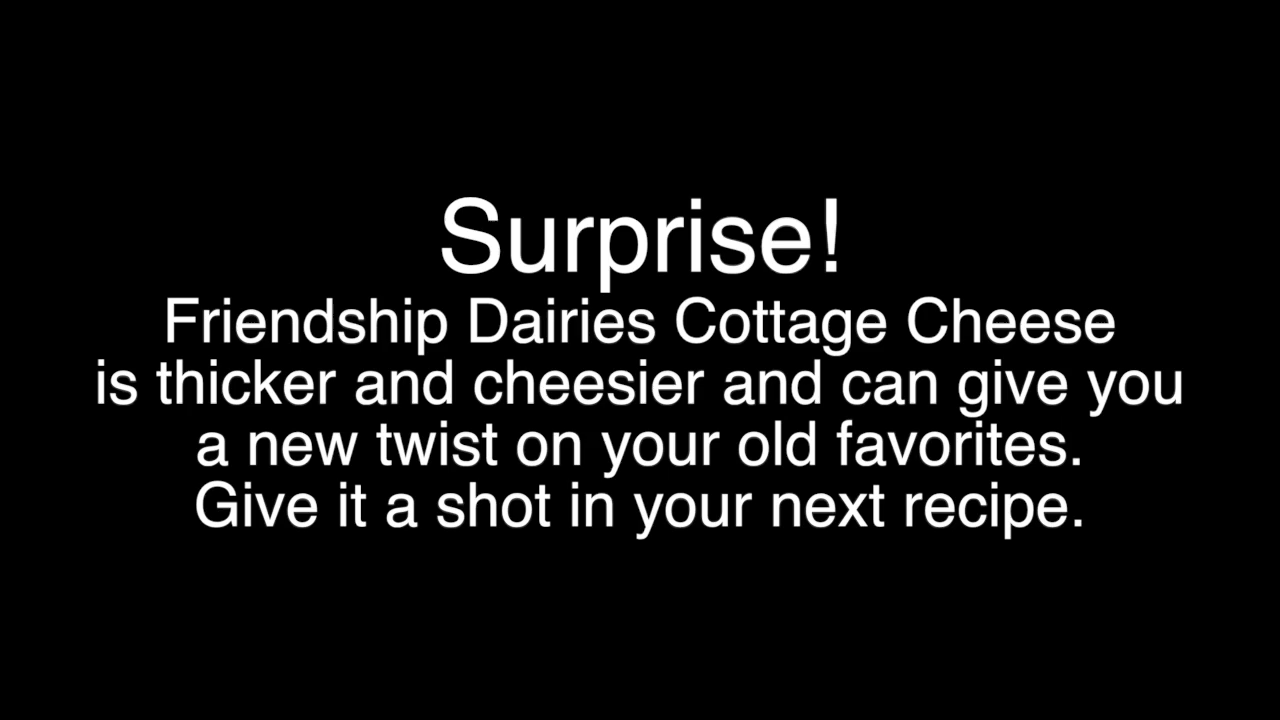 Surprise!
Friendship Dairies Cottage Cheese
is thicker and cheesier and can give you
a new twist on your old favorites.
Give it a shot in your next recipe.